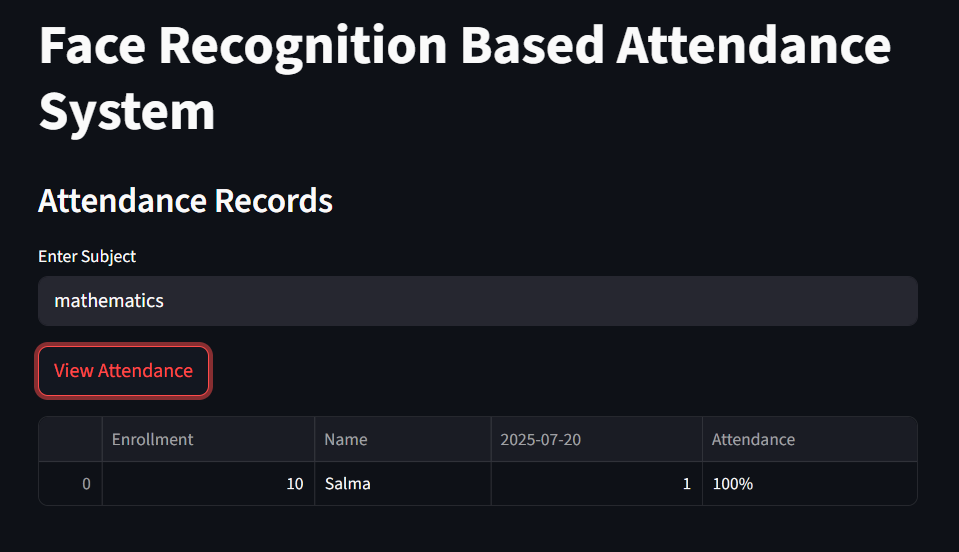 Face Recognition Based Attendance
System
Attendance Records
Enter Subject
mathematics
View Attendance
Enrollment Name 2025-07-20 Attendance
0 10 Salma 1 100%